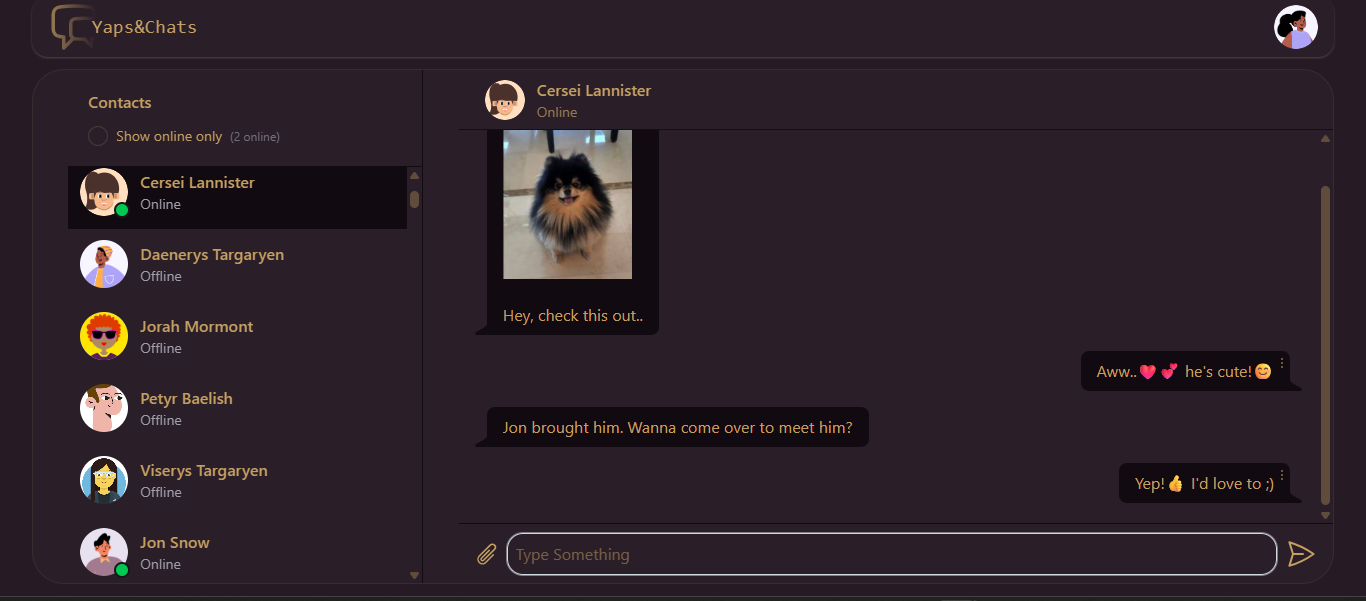 Yaps&Chats
Contacts
Show online only (2 online)
Cersei Lannister
Online
Daenerys Targaryen
Offline
Jorah Mormont
Offline
Petyr Baelish
Offline
Viserys Targaryen
Offline
Jon Snow
Online
Cersei Lannister
Online
Hey, check this out..
Aww..❤️💕 he's cute!😊
Jon brought him. Wanna come over to meet him?
Yep!👍 I'd love to ;)
Type Something